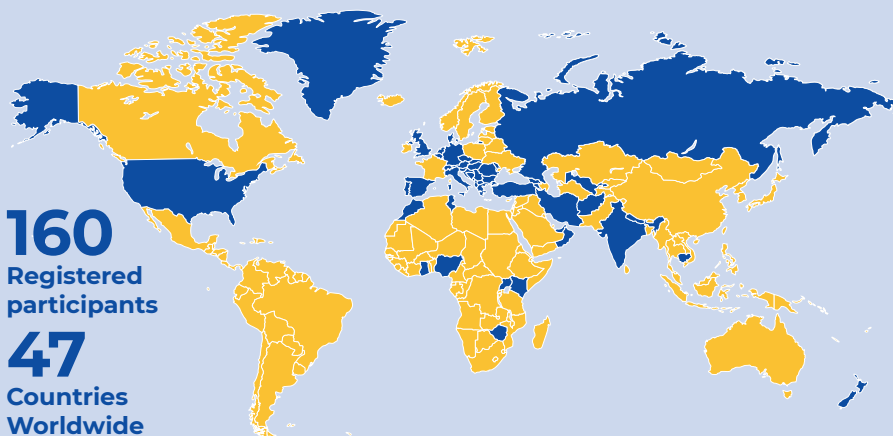 160
Registered
participants
47
Countries
Worldwide